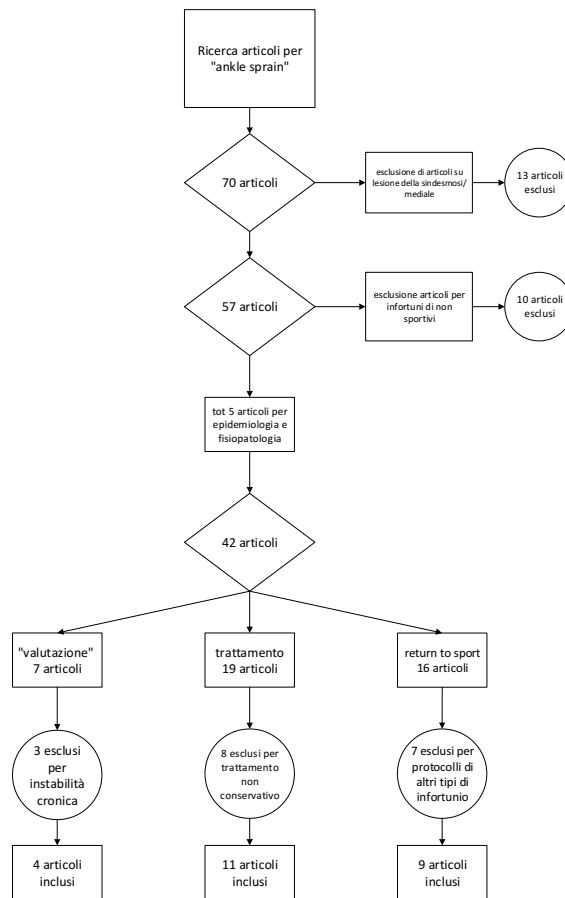 Ricerca articoli per
"ankle sprain"
70 articoli
esclusione di articoli su
lesione della sindesmosi/
mediale
13 articoli
esclusi
57 articoli
esclusione articoli per
infortuni di non
sportivi
10 articoli
esclusi
tot 5 articoli per
epidemiologia e
fisiopatologia
42 articoli
"valutazione"
7 articoli
trattamento
19 articoli
return to sport
16 articoli
3 esclusi
per
instabilità
cronica
8 esclusi per
trattamento
non
conservativo
7 esclusi per
protocolli di
altri tipi di
infortunio
4 articoli
inclusi
11 articoli
inclusi
9 articoli
inclusi